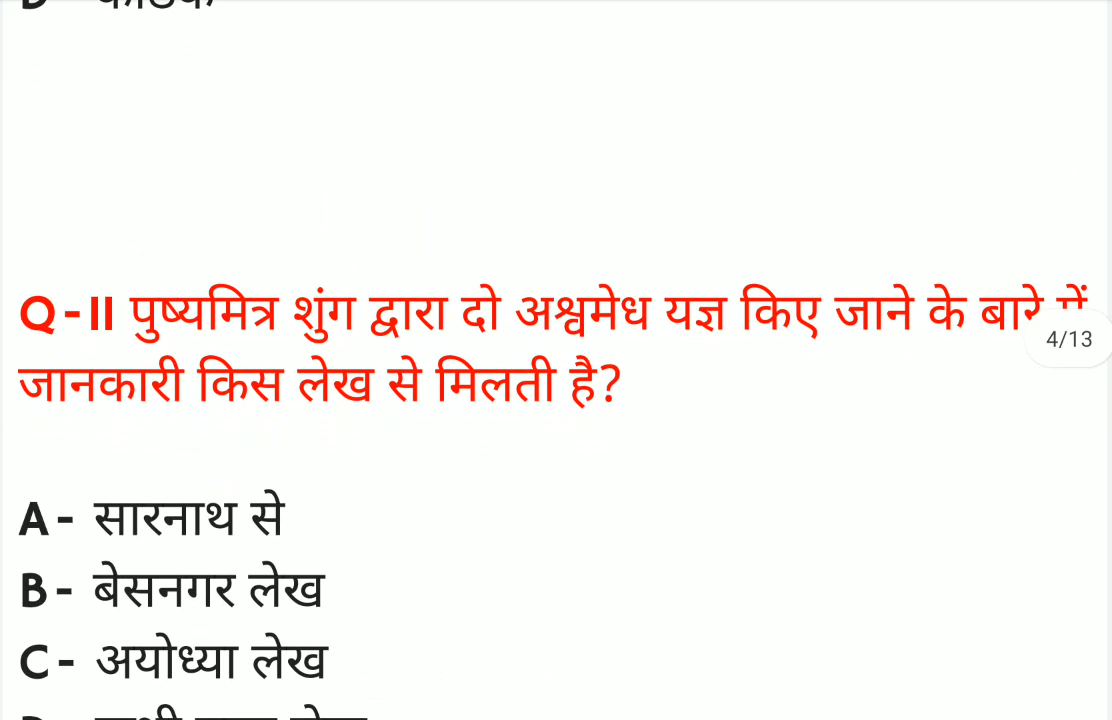 Q-11 पुष्यमित्र शुंग द्वारा दो अश्वमेध यज्ञ किए जाने के बारे में
4/13
जानकारी किस लेख से मिलती है?
A- सारनाथ से
B- बेसनगर लेख
C- अयोध्या लेख